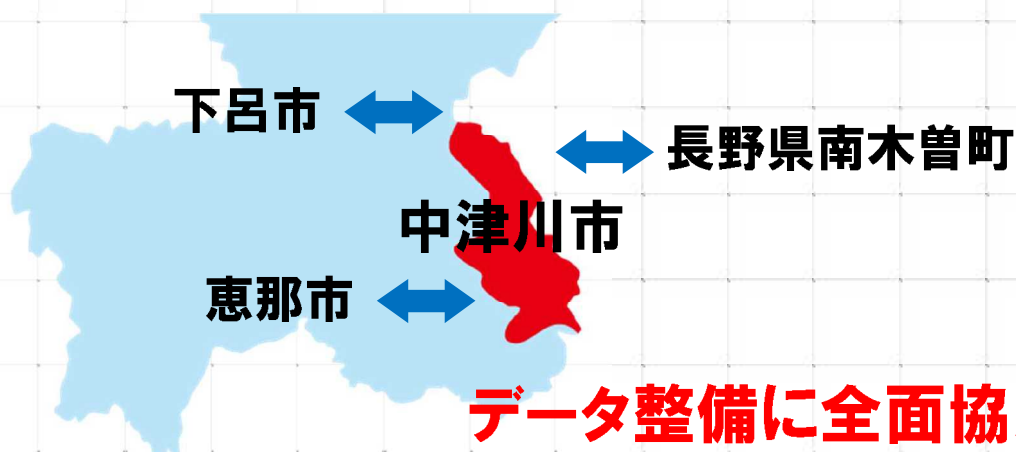 下呂市
長野県南木曽町
中津川市
恵那市
データ整備に全面協